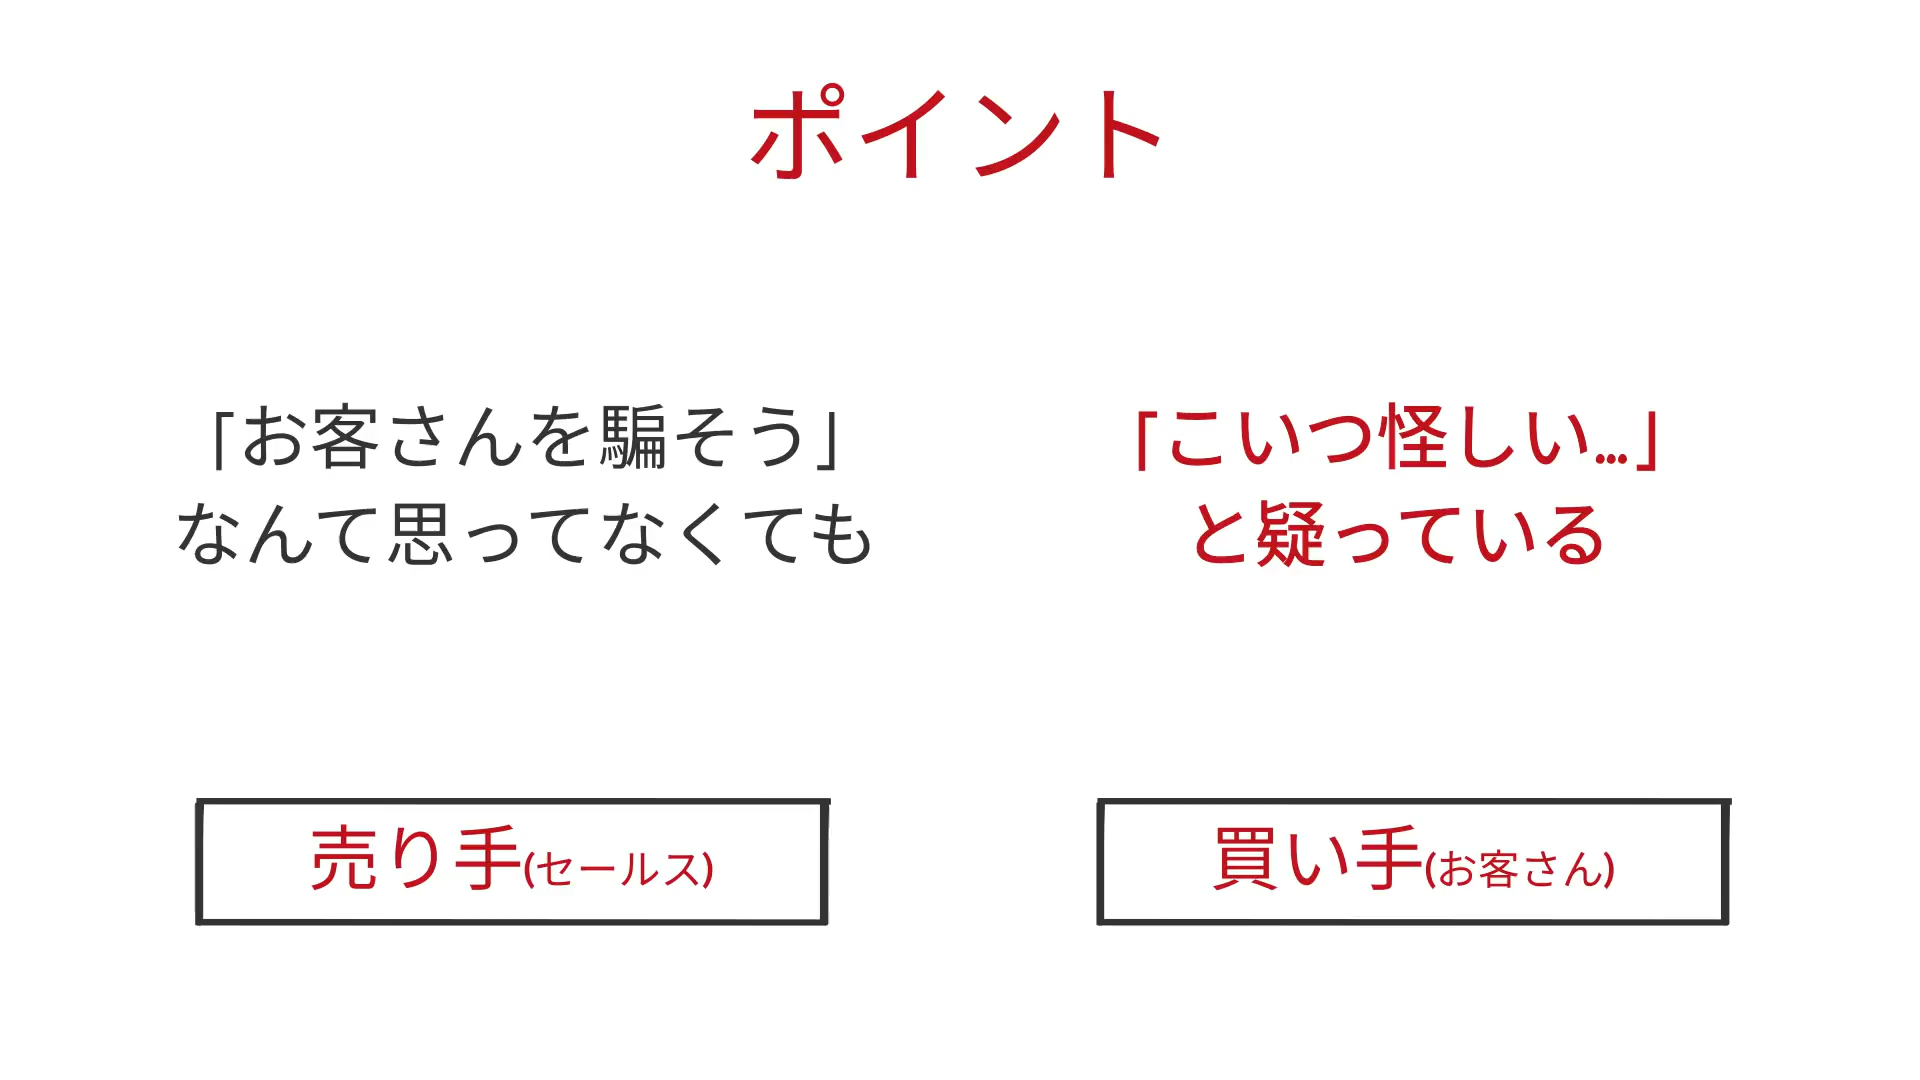 ポイント
「お客さんを騙そう」
なんて思ってなくても
「こいつ怪しい…」
と疑っている
売り手(セールス)
買い手(お客さん)